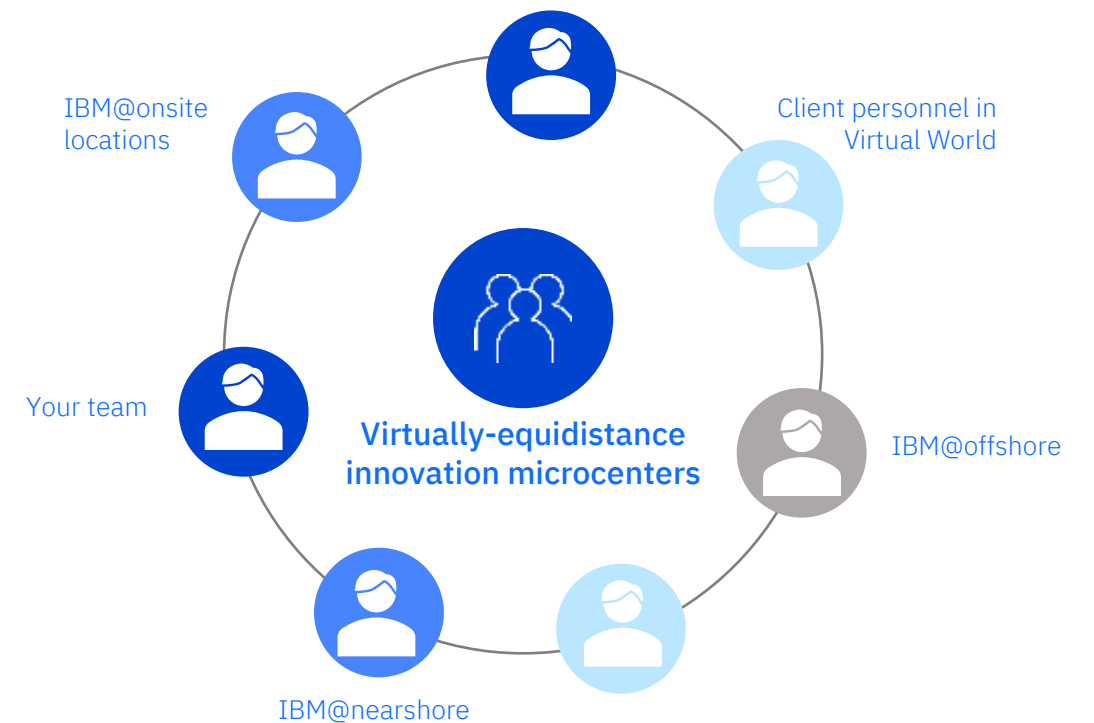 IBM@onsite
locations
Client personnel in
Virtual World
Your team
Virtually-equidistance
innovation microcenters
IBM@offshore
IBM@nearshore